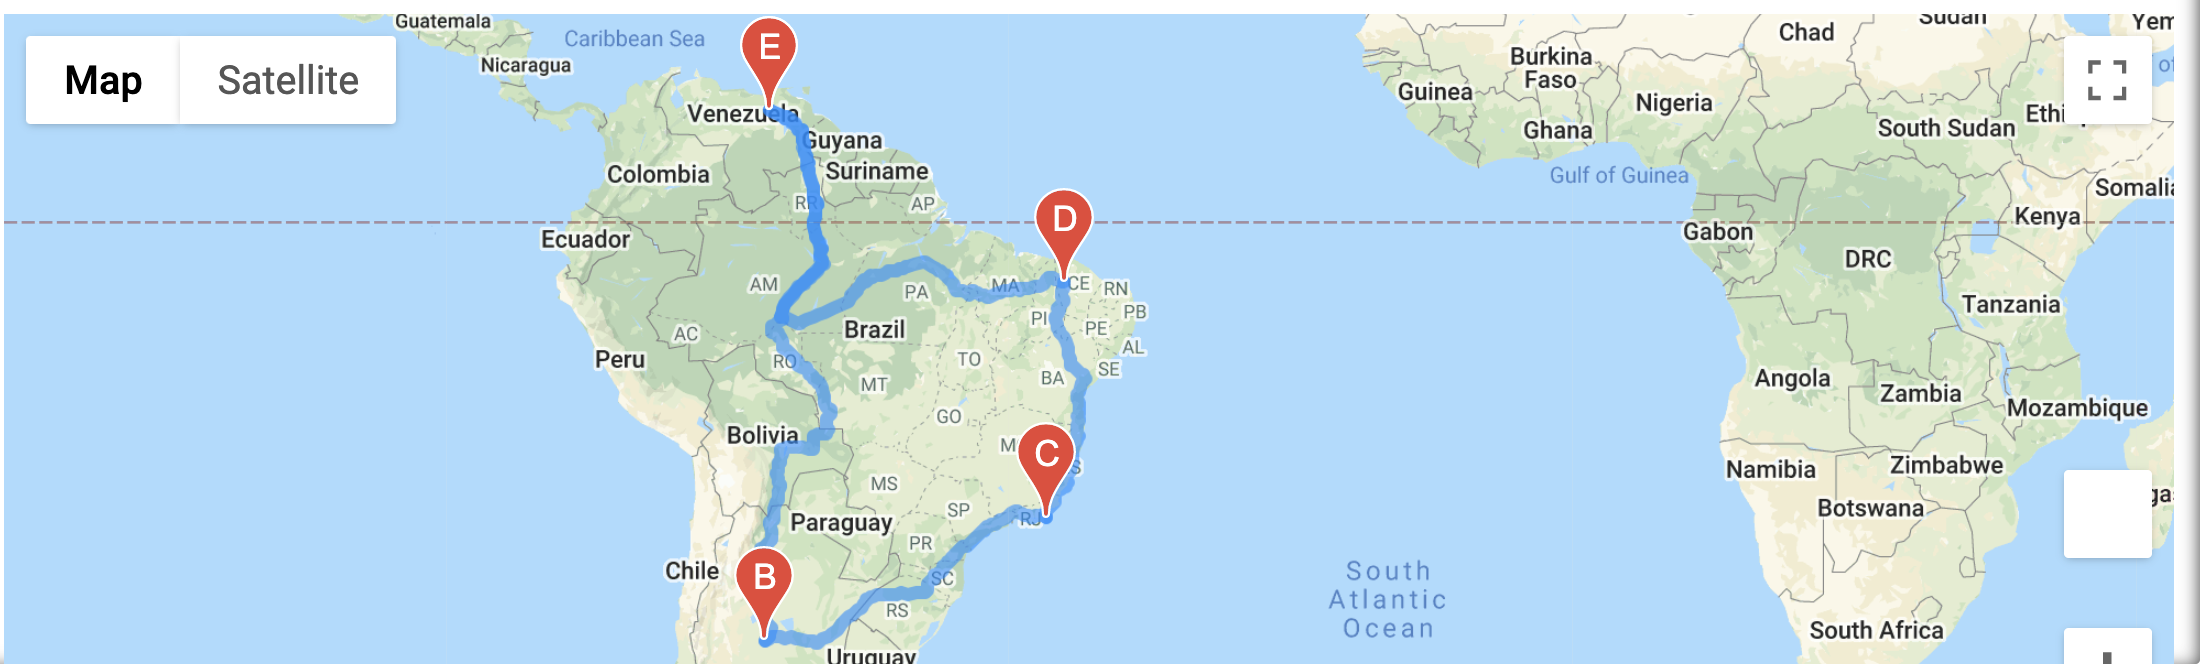 Guatemala
Caribbean Sea
Nicaragua
Map
Satellite
E
Venezuela
Guyana
Suriname
Colombia
RR
AP
Ecuador
D
AM
PA
MA
CE
RN
PI
PB
PE
AL
SE
Brazil
AC
Peru
RO
TO
MT
BA
GO
Bolivia
C
M
S
MS
SP
RJ
Paraguay
PR
Chile
B
SC
RS
Uruguay
South
Atlantic
Ocean
Guinea
Burkina
Faso
Ghana
Nigeria
Chad
Sudan
Yem
of
Ethi
South Sudan
Gulf of Guinea
Somalia
Kenya
Gabon
DRC
Tanzania
Angola
Zambia
Mozambique
Namibia
Zimbabwe
Botswana
gas
South Africa